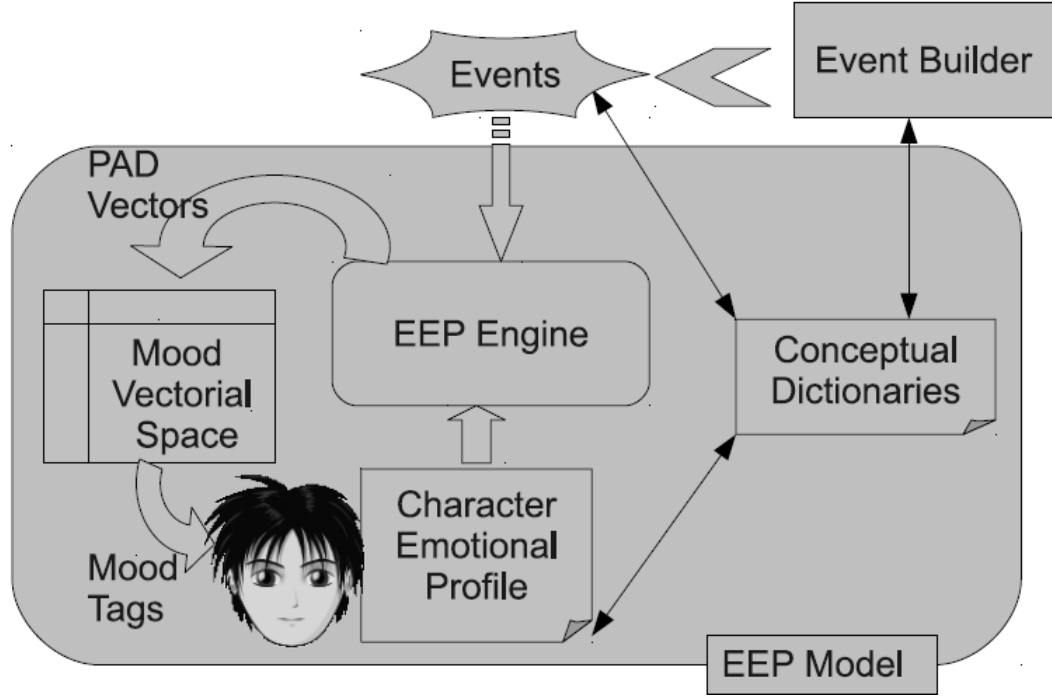 Events
Event Builder
PAD
Vectors
EEP Engine
Mood
Vectorial
Space
Conceptual
Dictionaries
Character
Emotional
Profile
Mood
Tags
EEP Model